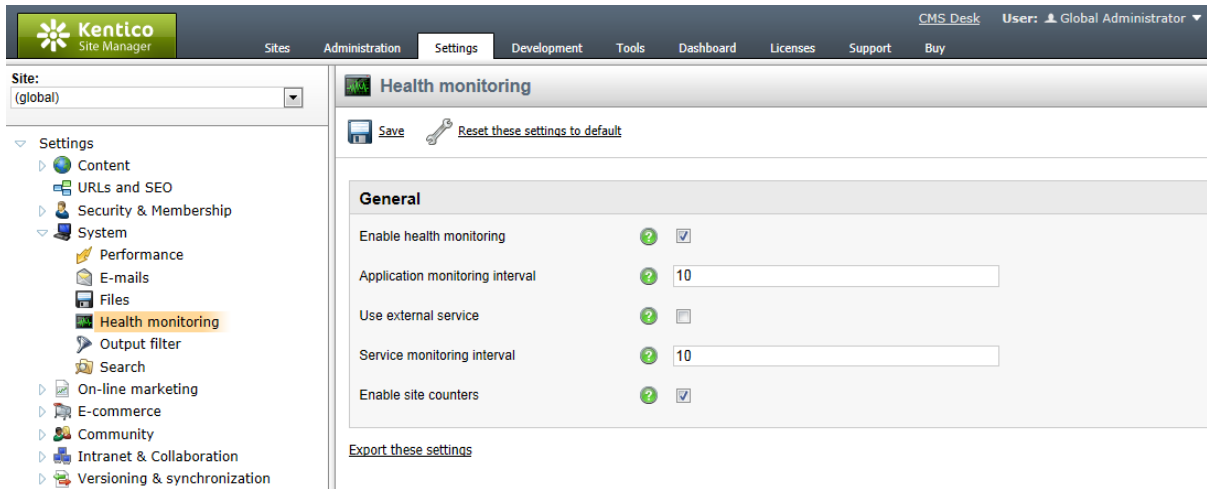 CMS Desk User: Global Administrator
Kentico
Site Manager
Sites Administration Settings Development Tools Dashboard Licenses Support Buy
Site:
(global)
Settings
Content
URLs and SEO
Security & Membership
System
Performance
E-mails
Files
Health monitoring
Output filter
Search
On-line marketing
E-commerce
Community
Intranet & Collaboration
Versioning & synchronization
Health monitoring
Save Reset these settings to default
General
Enable health monitoring ?
Application monitoring interval ? 10
Use external service ?
Service monitoring interval ? 10
Enable site counters ?
Export these settings